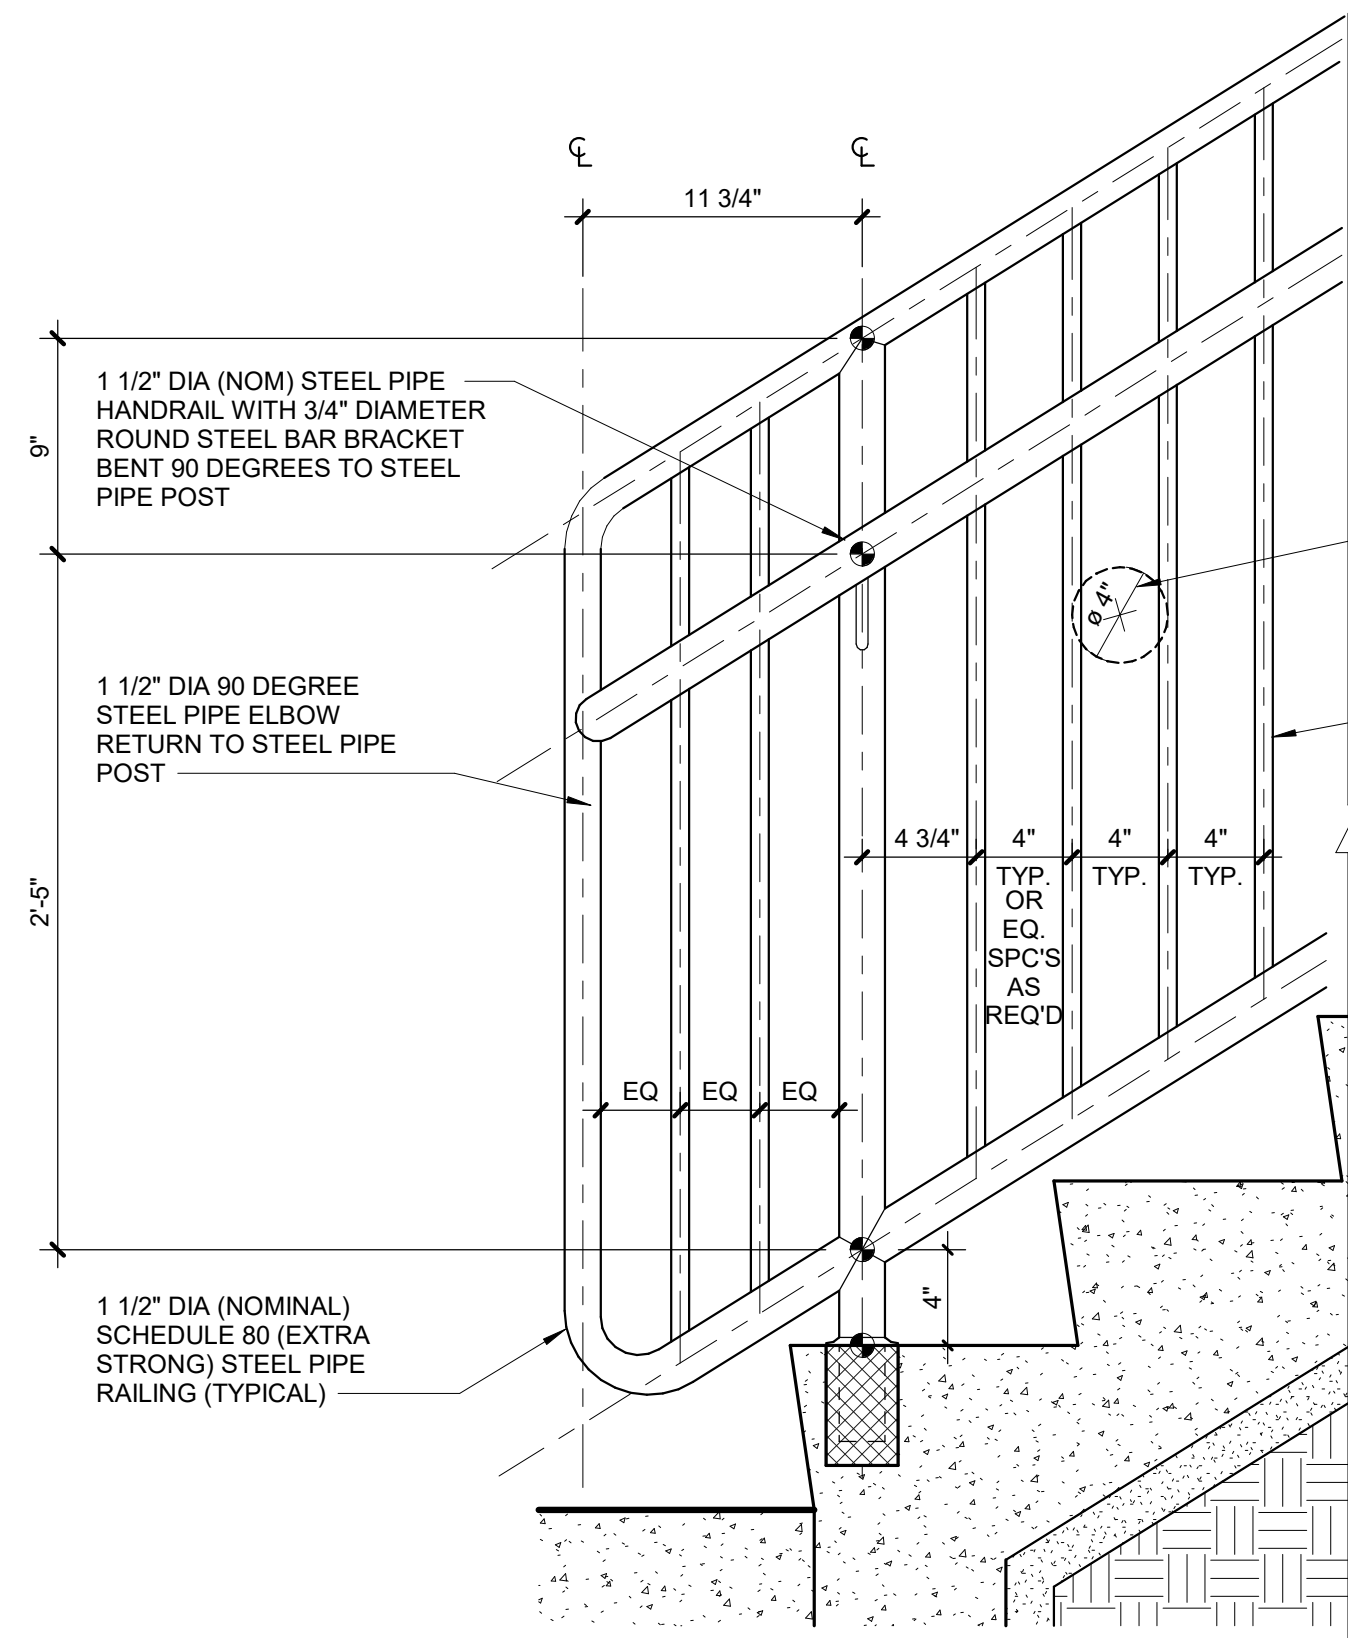 ℄
℄
11 3/4"
9"
1 1/2" DIA (NOM) STEEL PIPE
HANDRAIL WITH 3/4" DIAMETER
ROUND STEEL BAR BRACKET
BENT 90 DEGREES TO STEEL
PIPE POST
ø 4"
1 1/2" DIA 90 DEGREE
STEEL PIPE ELBOW
RETURN TO STEEL PIPE
POST
4 3/4"
4"
4"
4"
TYP.
TYP.
TYP.
OR
EQ.
SPC'S
AS
REQ'D
2'-5"
EQ
EQ
EQ
4"
1 1/2" DIA (NOMINAL)
SCHEDULE 80 (EXTRA
STRONG) STEEL PIPE
RAILING (TYPICAL)